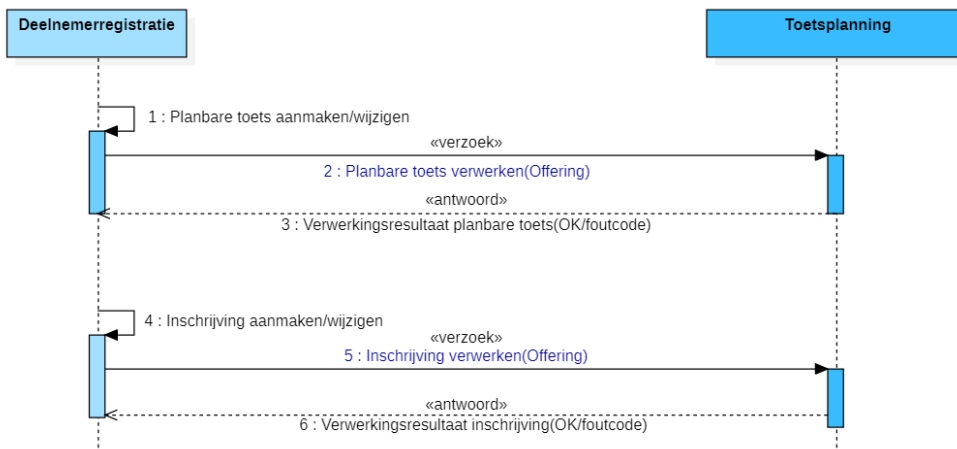 Deelnemerregistratie
Toetsplanning
1 : Planbare toets aanmaken/wijzigen
«verzoek»
2 : Planbare toets verwerken(Offering)
«antwoord»
3 : Verwerkingsresultaat planbare toets(OK/foutcode)
4 : Inschrijving aanmaken/wijzigen
«verzoek»
5 : Inschrijving verwerken(Offering)
«antwoord»
6 : Verwerkingsresultaat inschrijving(OK/foutcode)